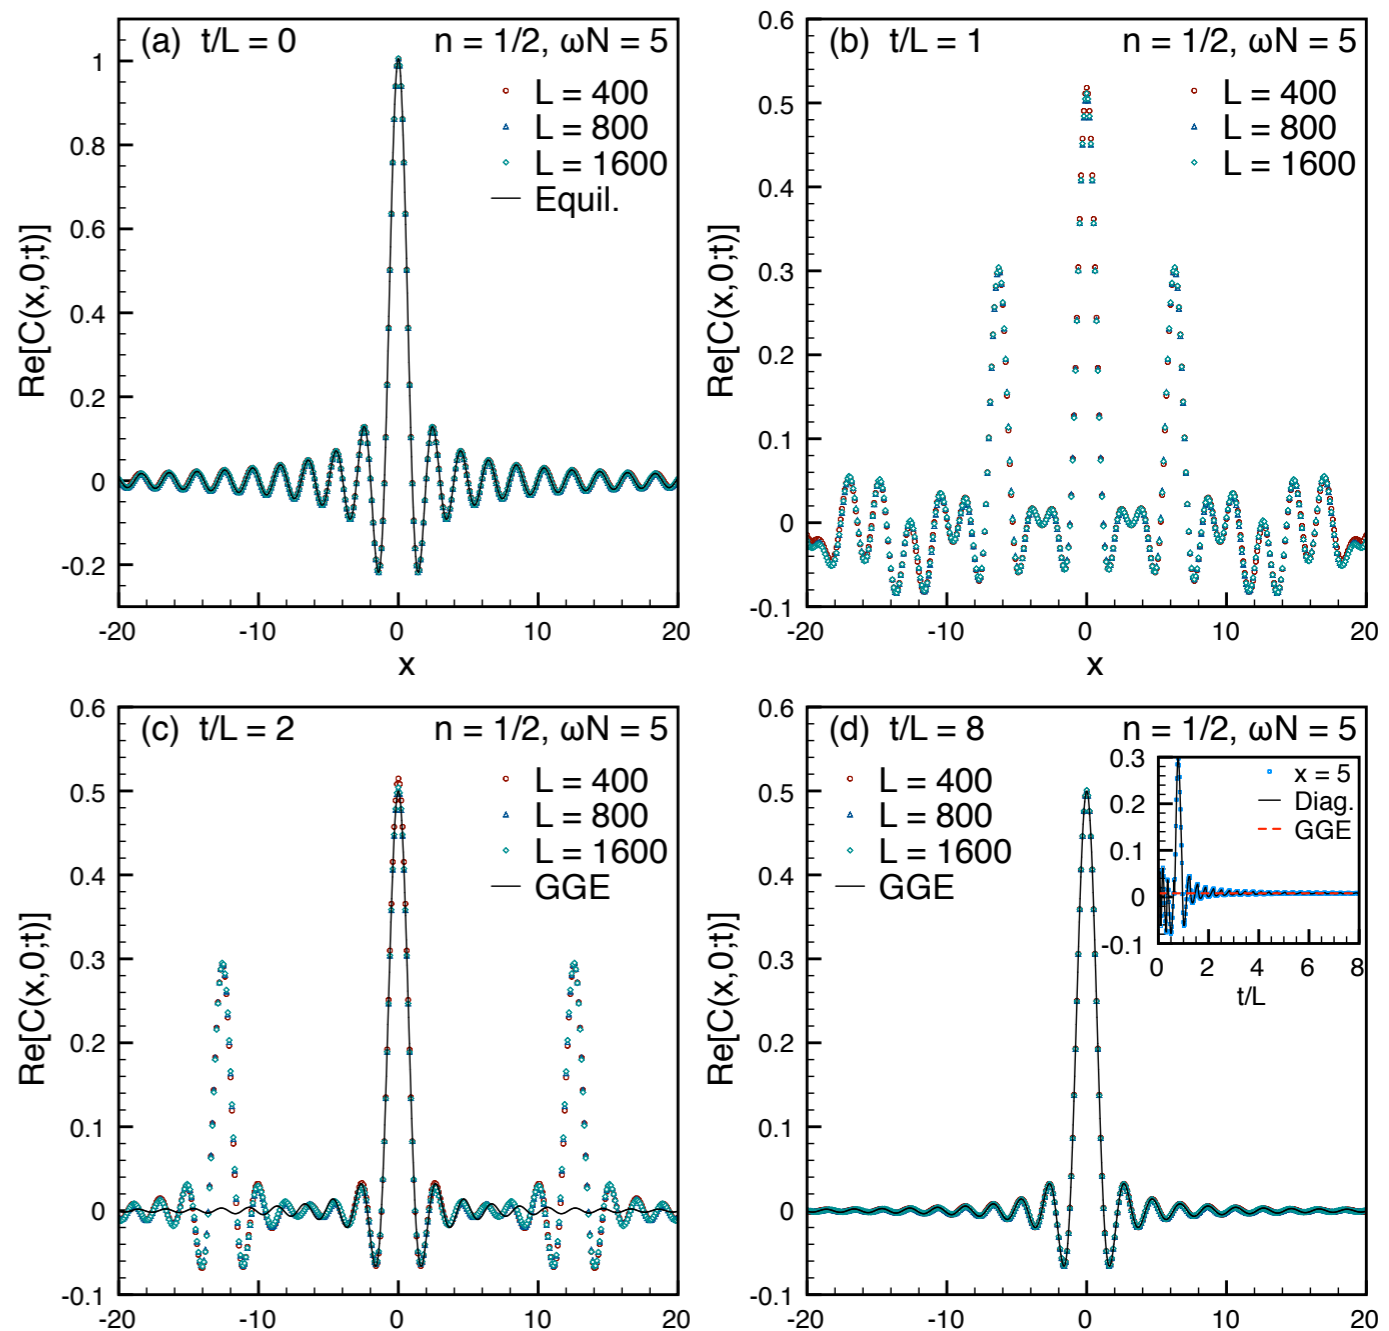 (a) t/L = 0 n = 1/2, ωN = 5
L = 400
L = 800
L = 1600
Equil.
Re[C(x,0;t)]
1
0.8
0.6
0.4
0.2
0
-0.2
-20 -10 0 10 20
x
(b) t/L = 1 n = 1/2, ωN = 5
L = 400
L = 800
L = 1600
Re[C(x,0;t)]
0.6
0.5
0.4
0.3
0.2
0.1
0
-0.1
-20 -10 0 10 20
x
(c) t/L = 2 n = 1/2, ωN = 5
L = 400
L = 800
L = 1600
GGE
Re[C(x,0;t)]
0.6
0.5
0.4
0.3
0.2
0.1
0
-0.1
-20 -10 0 10 20
(d) t/L = 8 n = 1/2, ωN = 5
L = 400
L = 800
L = 1600
GGE
Re[C(x,0;t)]
0.6
0.5
0.4
0.3
0.2
0.1
0
-0.1
-20 -10 0 10 20
x = 5
Diag.
GGE
0.3
0.2
0.1
0
-0.1
0 2 4 6 8
t/L